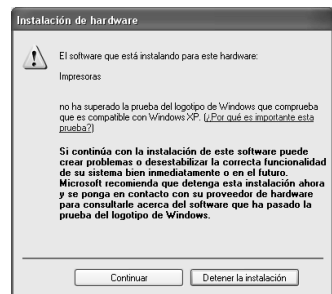 Instalación de hardware
El software que está instalando para este hardware:
Impresoras
no ha superado la prueba del logotipo de Windows que comprueba
que es compatible con Windows XP. (¿Por qué es importante esta
prueba?)
Si continúa con la instalación de este software puede
crear problemas o desestabilizar la correcta funcionalidad
de su sistema bien inmediatamente o en el futuro.
Microsoft recomienda que detenga esta instalación ahora
y se ponga en contacto con su proveedor de hardware
para consultarle acerca del software que ha pasado la
prueba del logotipo de Windows.
Continuar
Detener la instalación